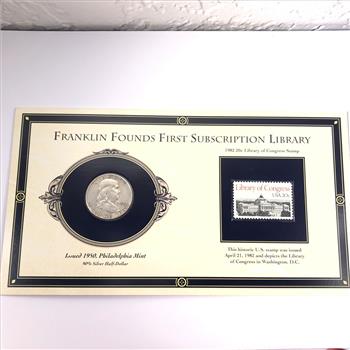 FRANKLIN FOUNDS FIRST SUBSCRIPTION LIBRARY
1982 20c Library of Congress Stamp
Library of Congress
USA 20c
Issued 1950, Philadelphia Mint
90% Silver Half-Dollar
This historic U.S. stamp was issued
April 21, 1982 and depicts the Library
of Congress in Washington, D.C.